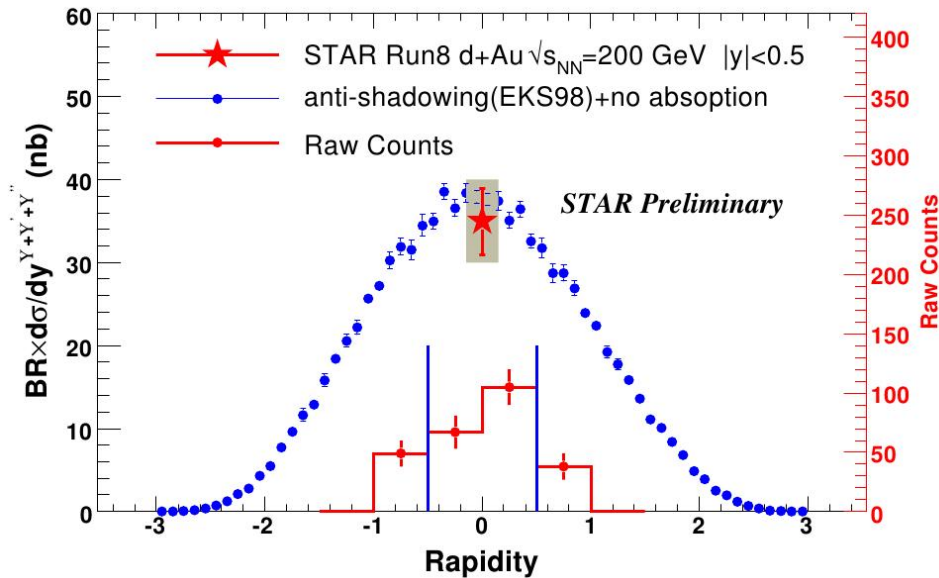 STAR Run8 d+Au √sNN=200 GeV |y|<0.5
anti-shadowing(EKS98)+no absoption
Raw Counts
STAR Preliminary
BR×dσ/dy^Υ+Υ'+Υ'' (nb)
60
50
40
30
20
10
0
400
350
300
250
200
150
100
50
0
Raw Counts
-3 -2 -1 0 1 2 3
Rapidity